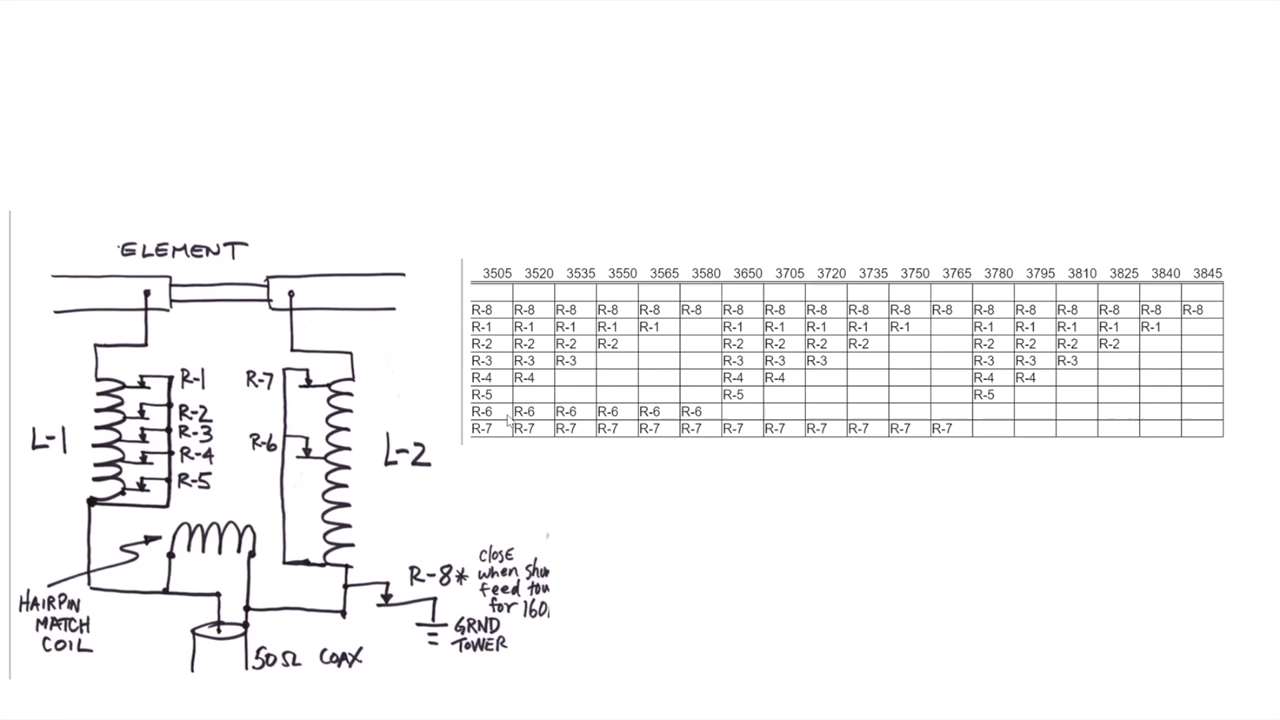 ELEMENT
R-1
R-2
R-3
R-4
R-5
L-1
R-7
R-6
L-2
HAIRPIN
MATCH
COIL
50Ω COAX
R-8*
close
when
feed
for
GRND
TOWER
3505 3520 3535 3550 3565 3580 3650 3705 3720 3735 3750 3765 3780 3795 3810 3825 3840 3845
R-8 R-8 R-8 R-8 R-8 R-8 R-8 R-8 R-8 R-8 R-8 R-8 R-8 R-8 R-8 R-8 R-8 R-8
R-1 R-1 R-1 R-1 R-1 R-1 R-1 R-1 R-1 R-1 R-1 R-1 R-1 R-1 R-1
R-2 R-2 R-2 R-2 R-2 R-2 R-2 R-2 R-2 R-2 R-2 R-2
R-3 R-3 R-3 R-3 R-3 R-3 R-3 R-3 R-3
R-4 R-4 R-4 R-4 R-4 R-4
R-5 R-5 R-5
R-6 R-6 R-6 R-6 R-6 R-6
R-7 R-7 R-7 R-7 R-7 R-7 R-7 R-7 R-7 R-7 R-7 R-7